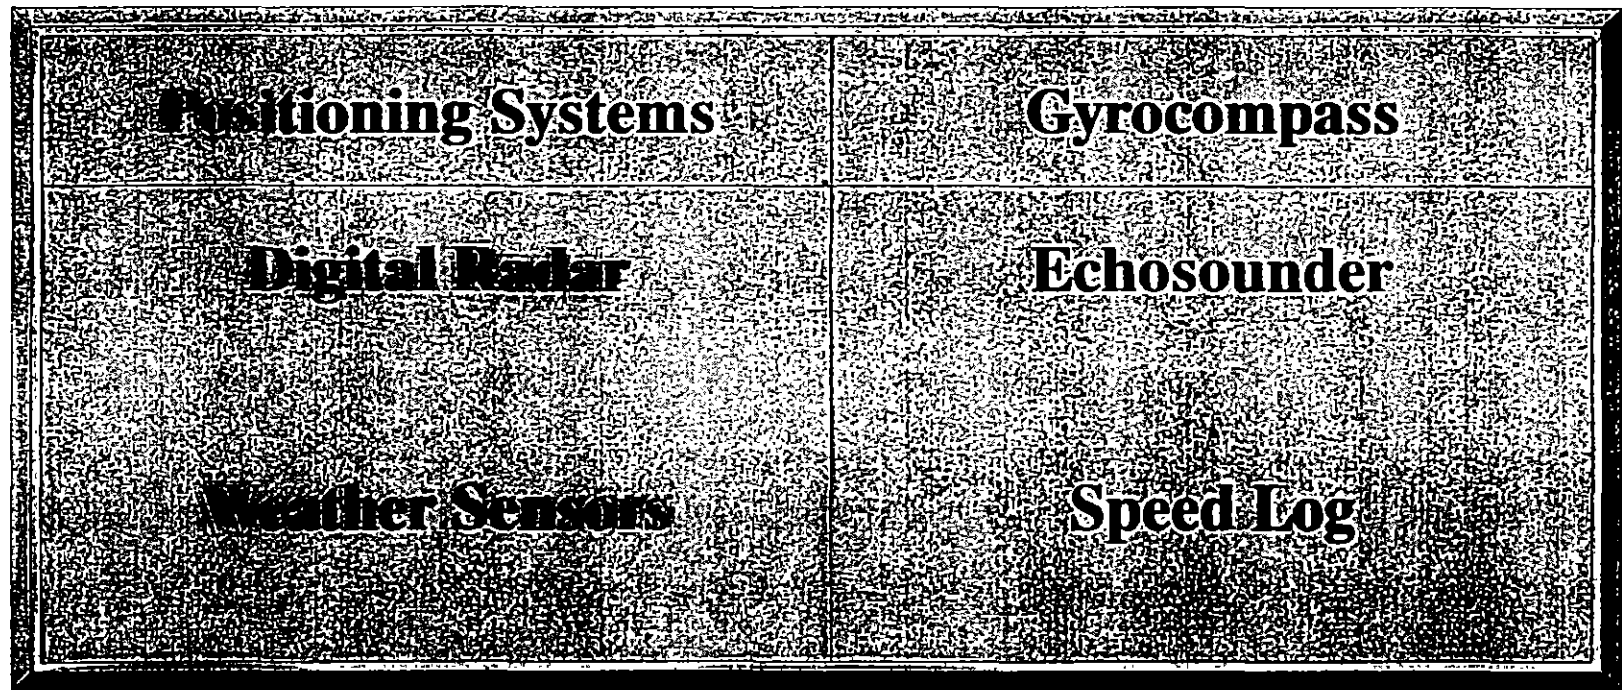 Positioning Systems
Gyrocompass
Digital Radar
Echosounder
Weather Sensors
Speed Log